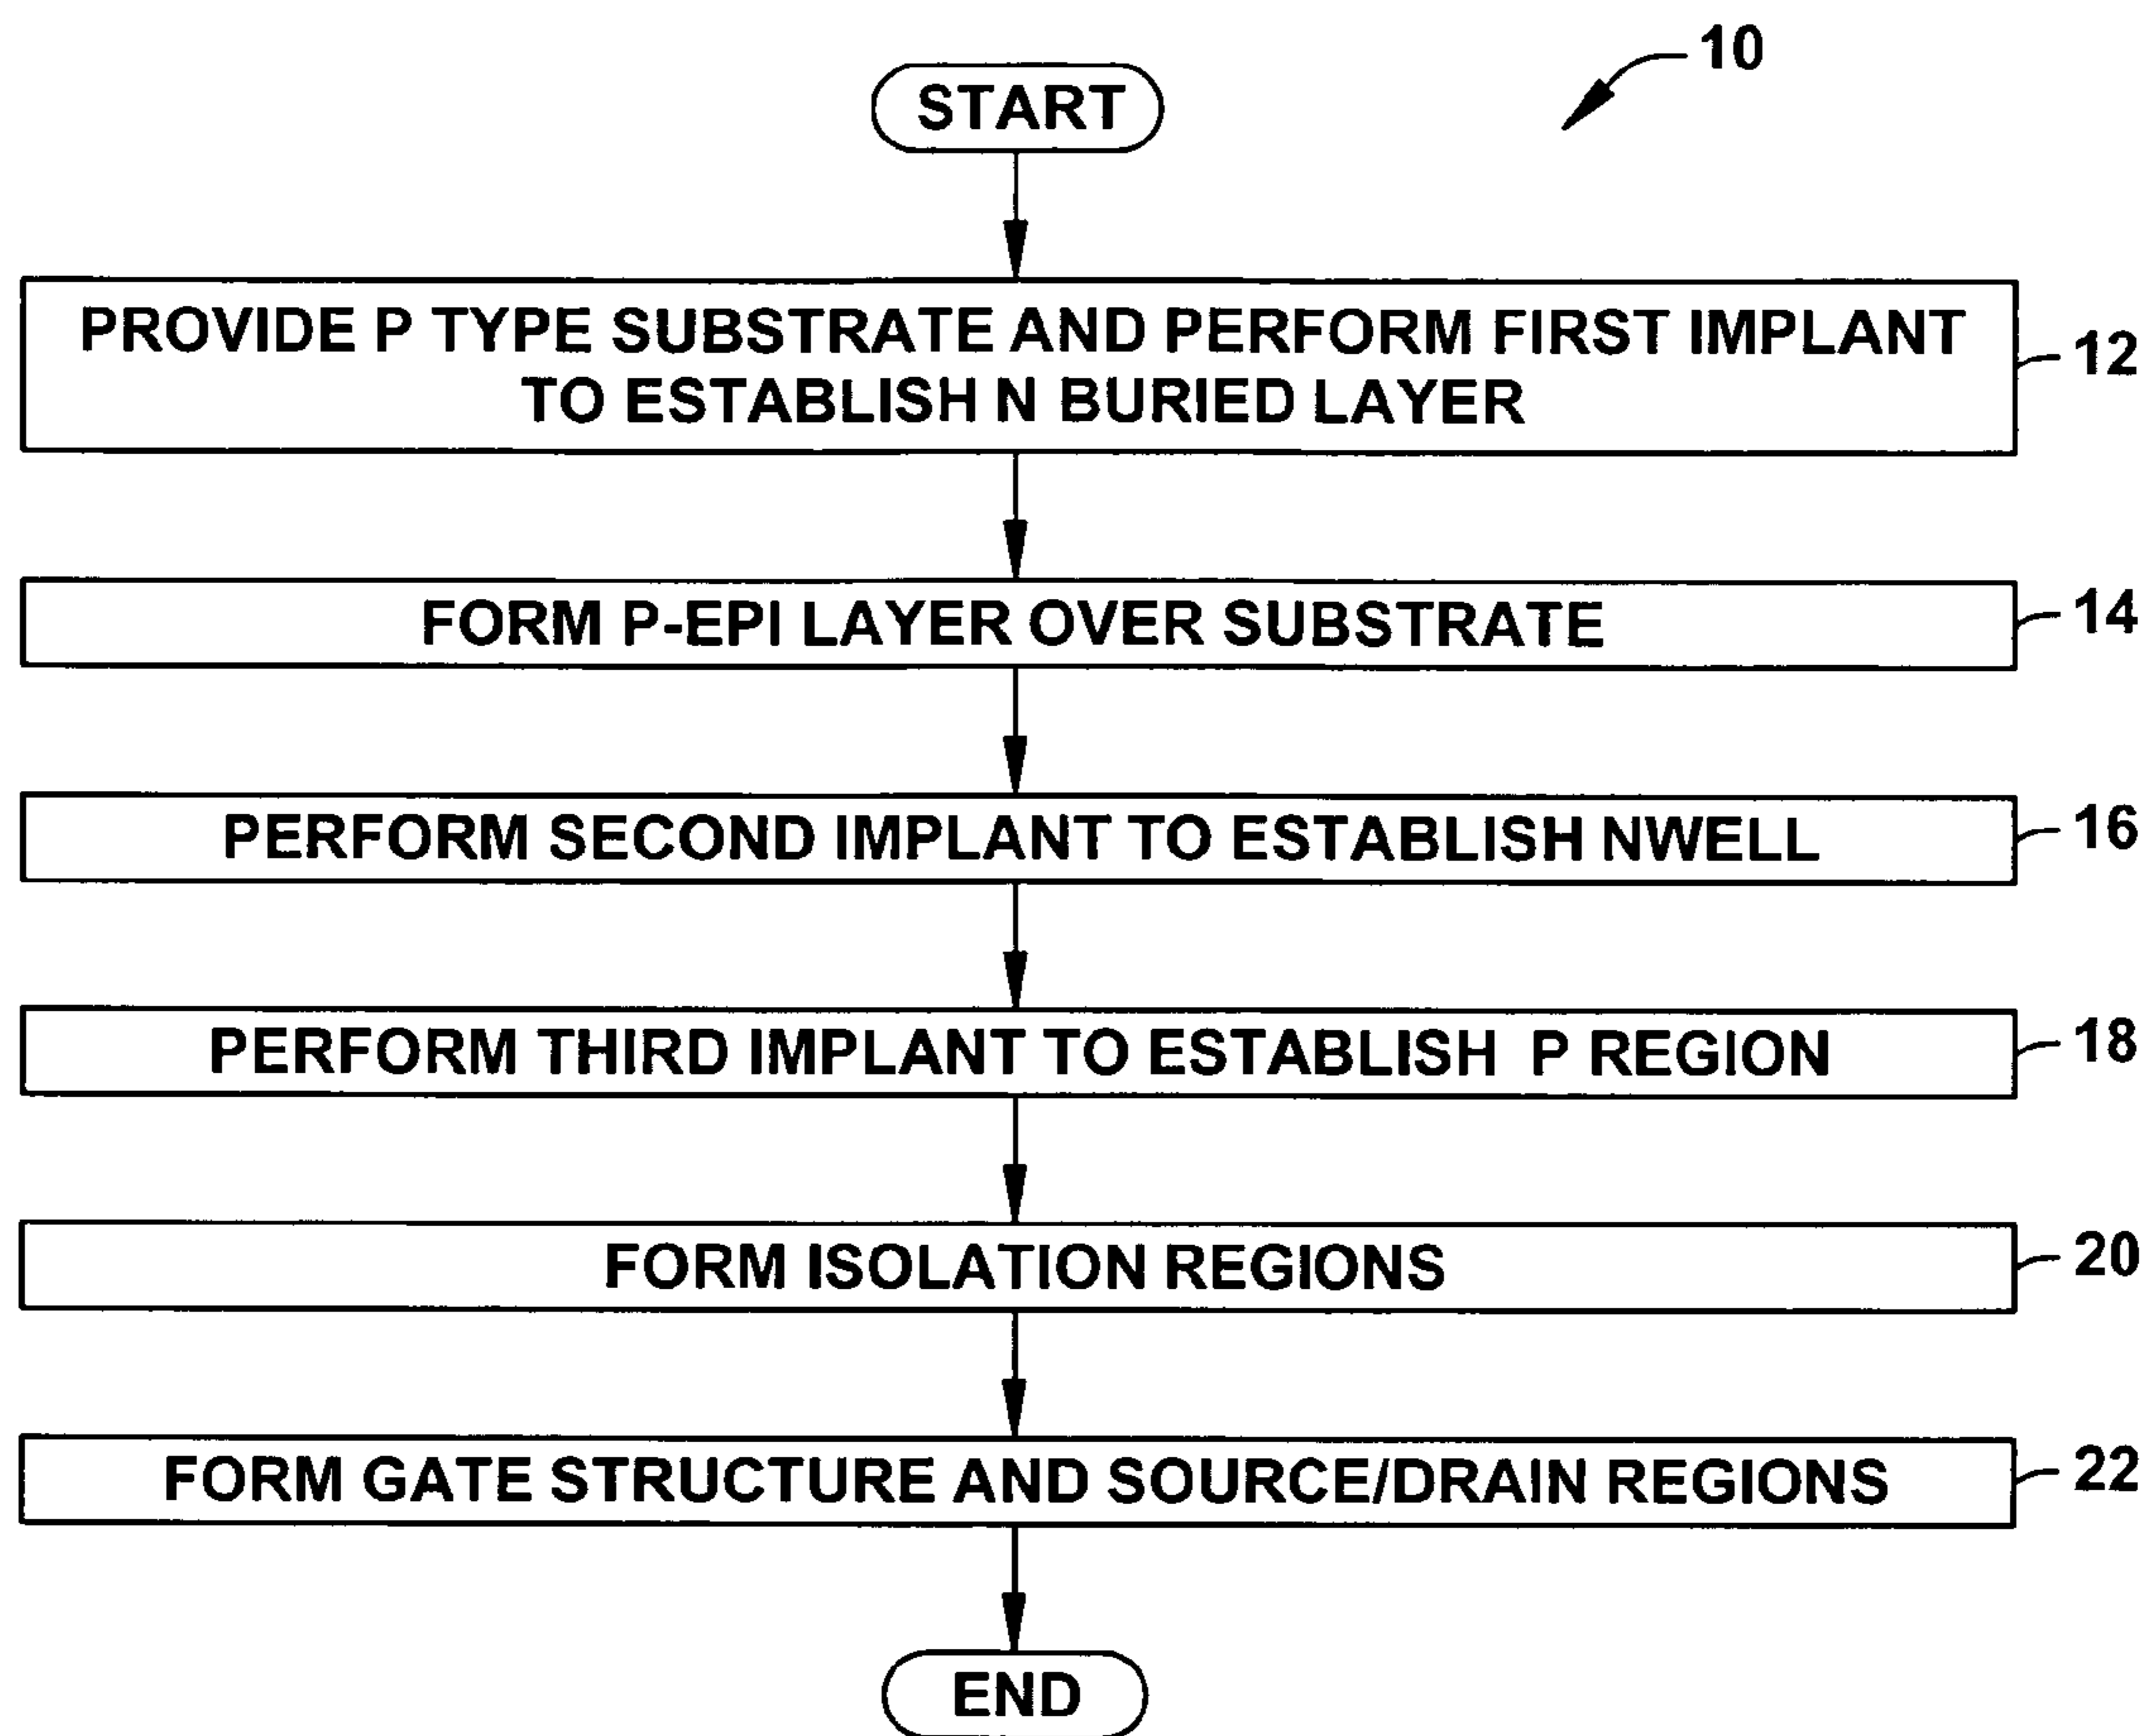 10
START
PROVIDE P TYPE SUBSTRATE AND PERFORM FIRST IMPLANT
TO ESTABLISH N BURIED LAYER
12
FORM P-EPI LAYER OVER SUBSTRATE
14
PERFORM SECOND IMPLANT TO ESTABLISH NWELL
16
PERFORM THIRD IMPLANT TO ESTABLISH P REGION
18
FORM ISOLATION REGIONS
20
FORM GATE STRUCTURE AND SOURCE/DRAIN REGIONS
22
END